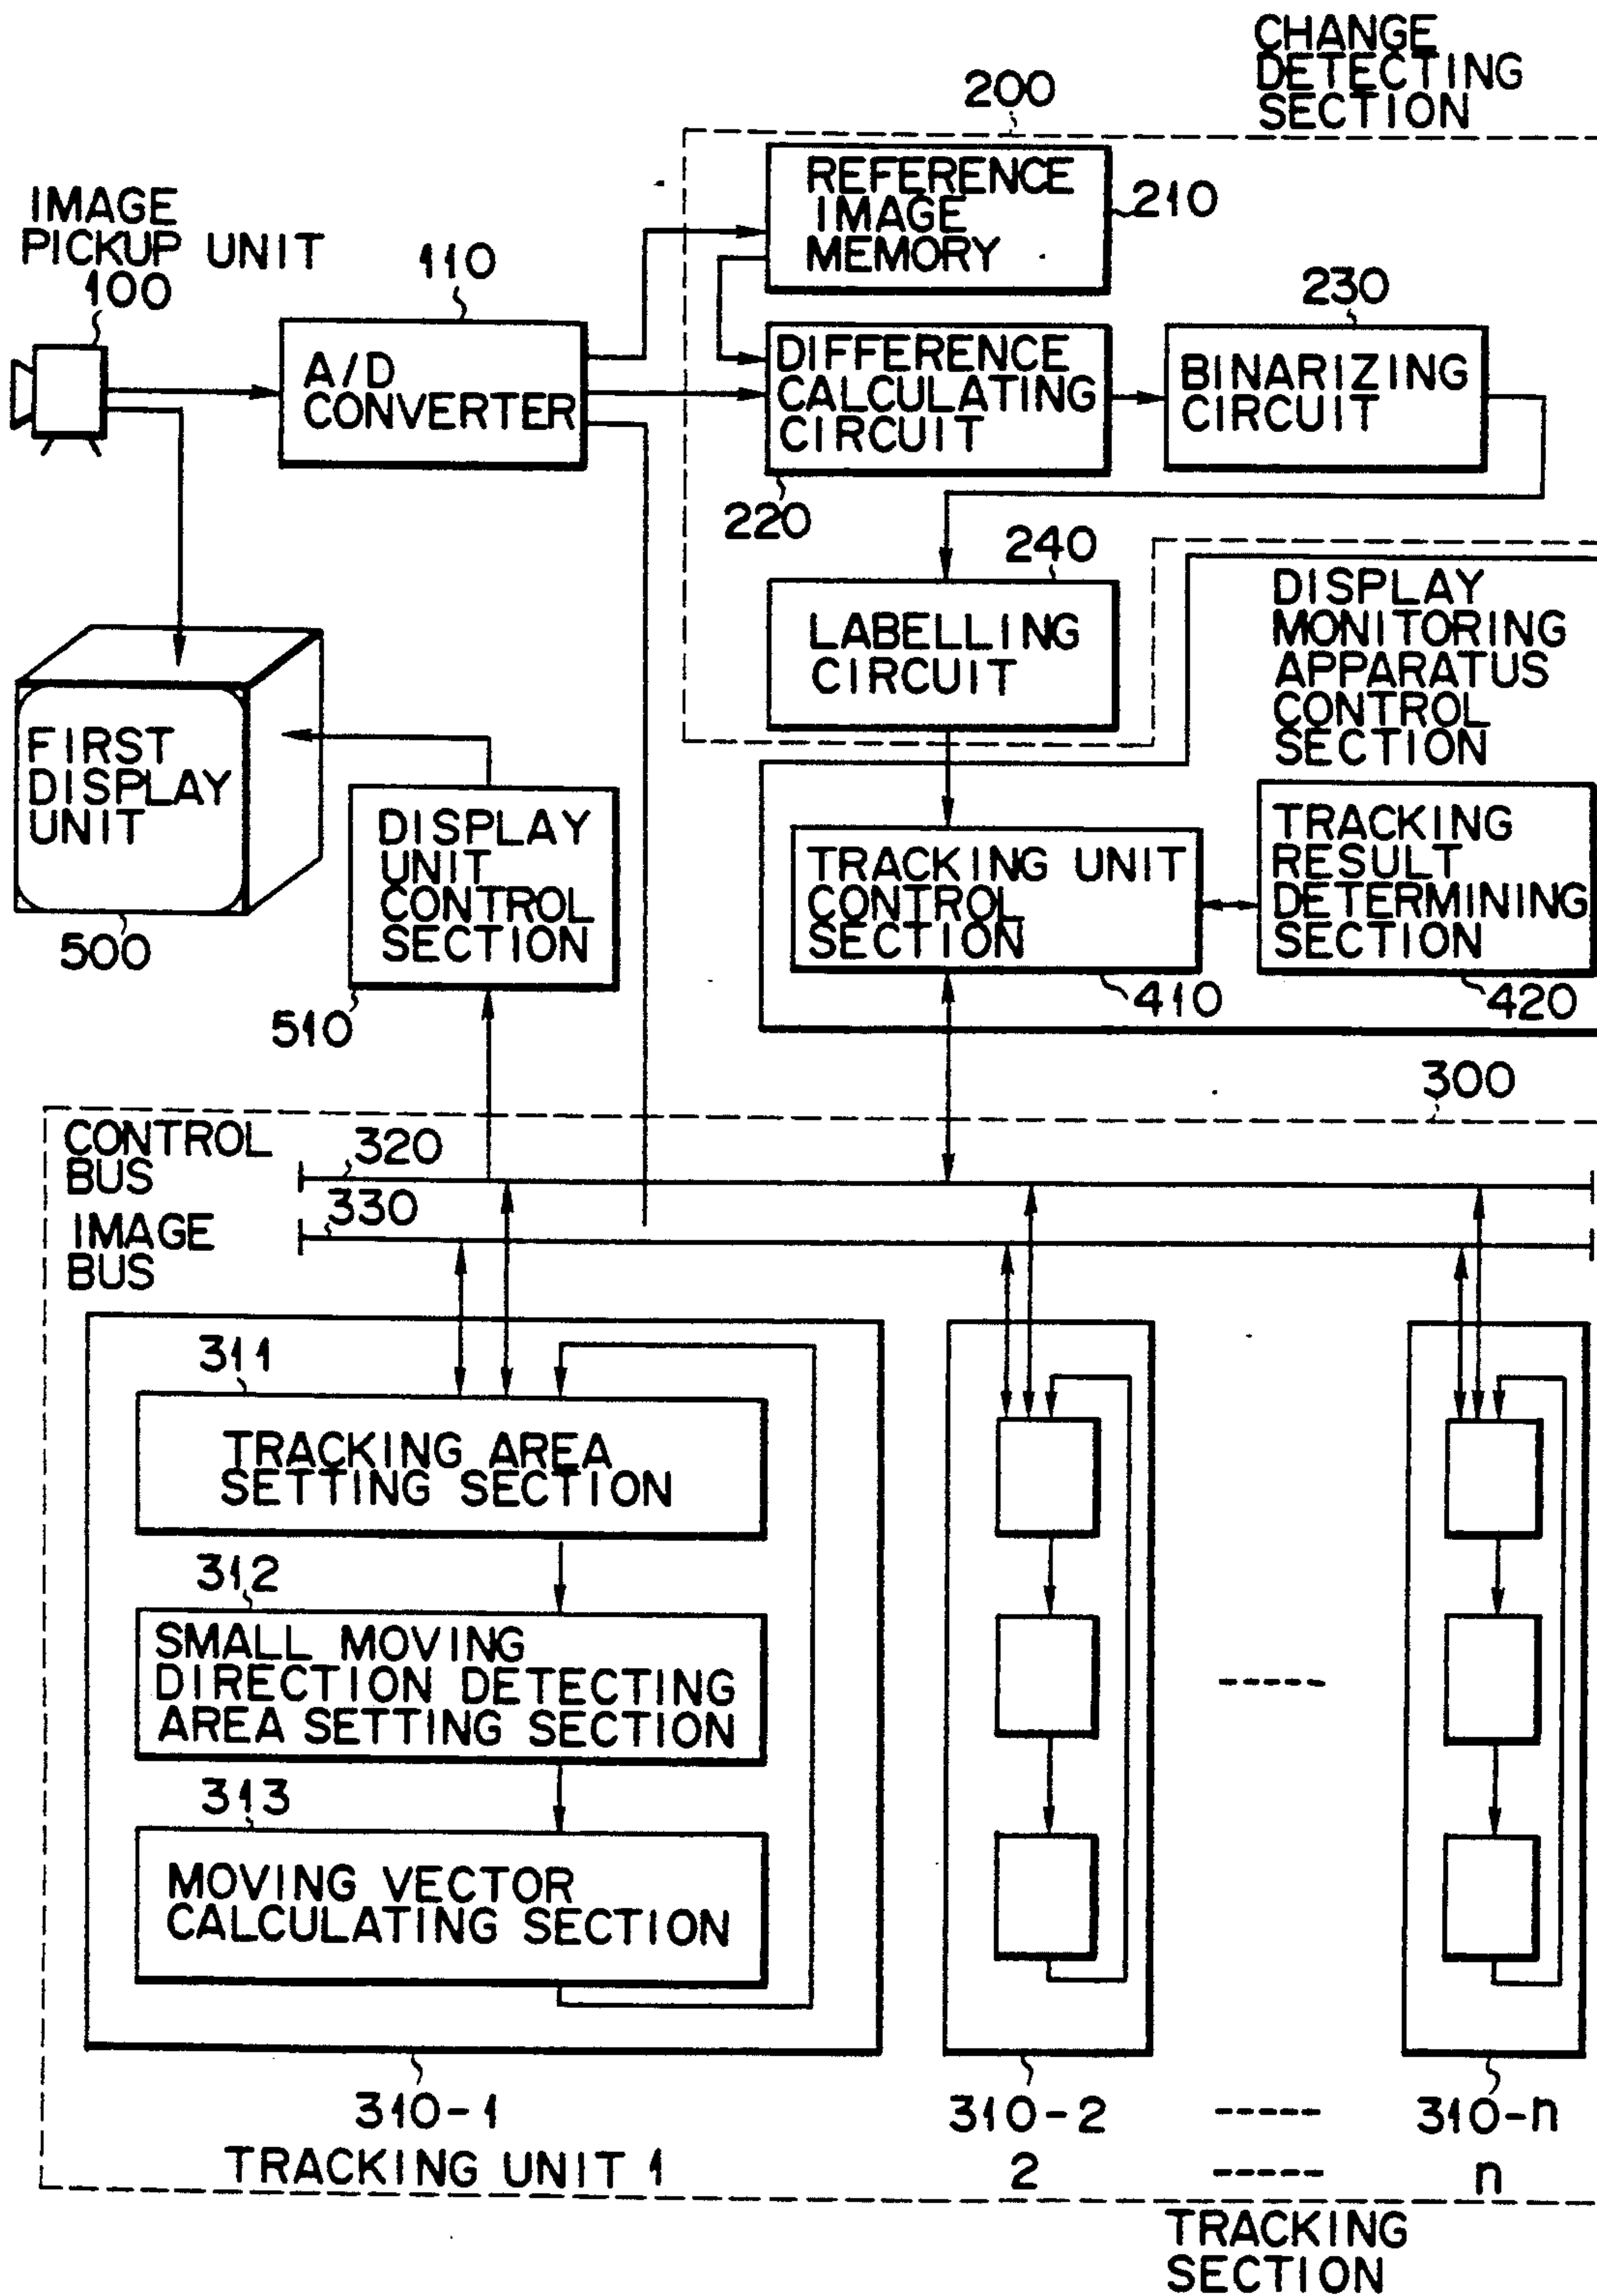 CHANGE
DETECTING
SECTION
200
REFERENCE
IMAGE
MEMORY
210
IMAGE
PICKUP UNIT
100
110
A/D
CONVERTER
DIFFERENCE
CALCULATING
CIRCUIT
220
230
BINARIZING
CIRCUIT
240
LABELLING
CIRCUIT
DISPLAY
MONITORING
APPARATUS
CONTROL
SECTION
FIRST
DISPLAY
UNIT
500
DISPLAY
UNIT
CONTROL
SECTION
510
TRACKING UNIT
CONTROL
SECTION
410
TRACKING
RESULT
DETERMINING
SECTION
420
300
CONTROL
BUS
320
IMAGE
BUS
330
311
TRACKING AREA
SETTING SECTION
312
SMALL MOVING
DIRECTION DETECTING
AREA SETTING SECTION
313
MOVING VECTOR
CALCULATING SECTION
310-1
310-2
-----
310-n
TRACKING UNIT 1
2
-----
n
TRACKING
SECTION